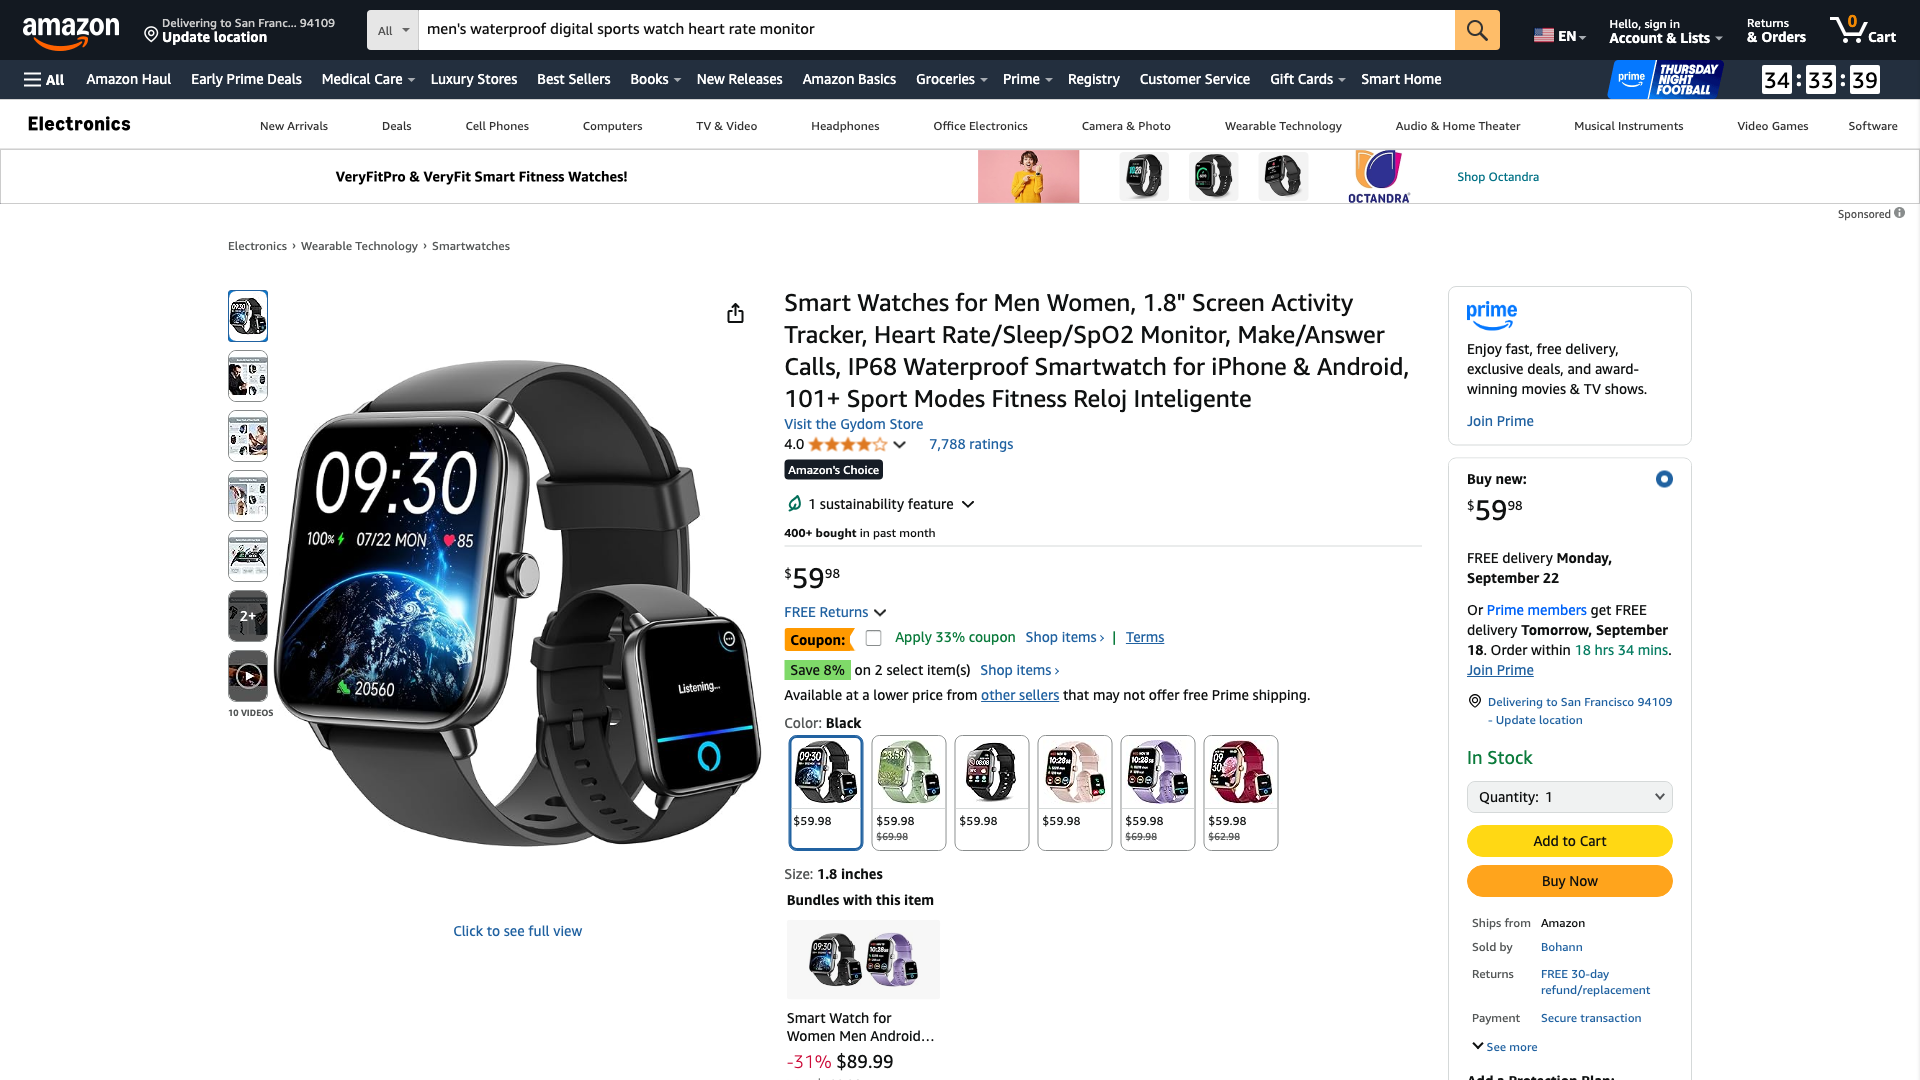 amazon
Delivering to San Franc... 94109
Update location
All
men's waterproof digital sports watch heart rate monitor
EN
Hello, sign in
Account & Lists
Returns
& Orders
0
Cart
All
Amazon Haul
Early Prime Deals
Medical Care
Luxury Stores
Best Sellers
Books
New Releases
Amazon Basics
Groceries
Prime
Registry
Customer Service
Gift Cards
Smart Home
prime
THURSDAY
NIGHT
FOOTBALL
34 : 33 : 39
Electronics
New Arrivals
Deals
Cell Phones
Computers
TV & Video
Headphones
Office Electronics
Camera & Photo
Wearable Technology
Audio & Home Theater
Musical Instruments
Video Games
Software
VeryFitPro & VeryFit Smart Fitness Watches!
OCTANDRA
Shop Octandra
Sponsored
Electronics › Wearable Technology › Smartwatches
2+
10 VIDEOS
09:30
100%
07/22 MON
85
20560
Listening...
Click to see full view
Smart Watches for Men Women, 1.8" Screen Activity
Tracker, Heart Rate/Sleep/SpO2 Monitor, Make/Answer
Calls, IP68 Waterproof Smartwatch for iPhone & Android,
101+ Sport Modes Fitness Reloj Inteligente
Visit the Gydom Store
4.0
7,788 ratings
Amazon's Choice
1 sustainability feature
400+ bought in past month
$59.98
FREE Returns
Coupon:
Apply 33% coupon Shop items › | Terms
Save 8% on 2 select item(s) Shop items ›
Available at a lower price from other sellers that may not offer free Prime shipping.
Color: Black
$59.98
$59.98
$69.98
$59.98
$59.98
$59.98
$69.98
$59.98
$62.98
Size: 1.8 inches
Bundles with this item
Smart Watch for
Women Men Android...
-31% $89.99
prime
Enjoy fast, free delivery,
exclusive deals, and award-
winning movies & TV shows.
Join Prime
Buy new:
$59.98
FREE delivery Monday,
September 22
Or Prime members get FREE
delivery Tomorrow, September
18. Order within 18 hrs 34 mins.
Join Prime
Delivering to San Francisco 94109
- Update location
In Stock
Quantity: 1
Add to Cart
Buy Now
Ships from Amazon
Sold by Bohann
Returns FREE 30-day
refund/replacement
Payment Secure transaction
See more
Add a Protection Plan: